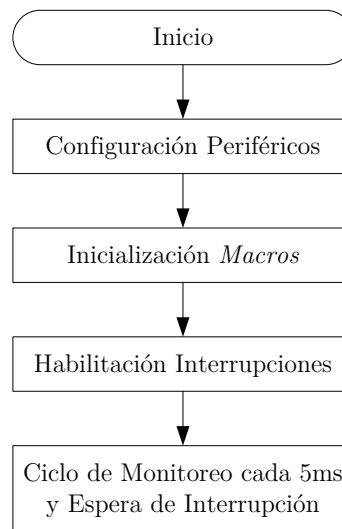 Inicio
Configuración Periféricos
Inicialización Macros
Habilitación Interrupciones
Ciclo de Monitoreo cada 5ms
y Espera de Interrupción